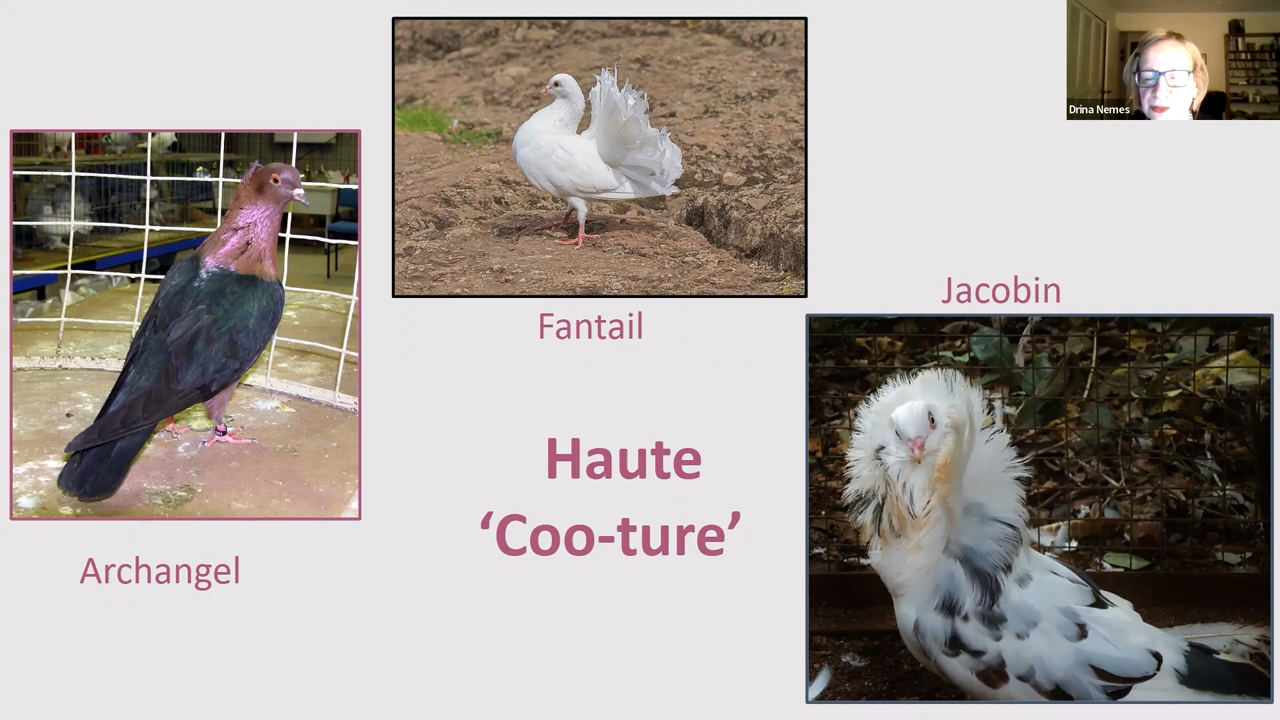 Drina Nemes
Fantail
Jacobin
Haute
‘Coo-ture’
Archangel